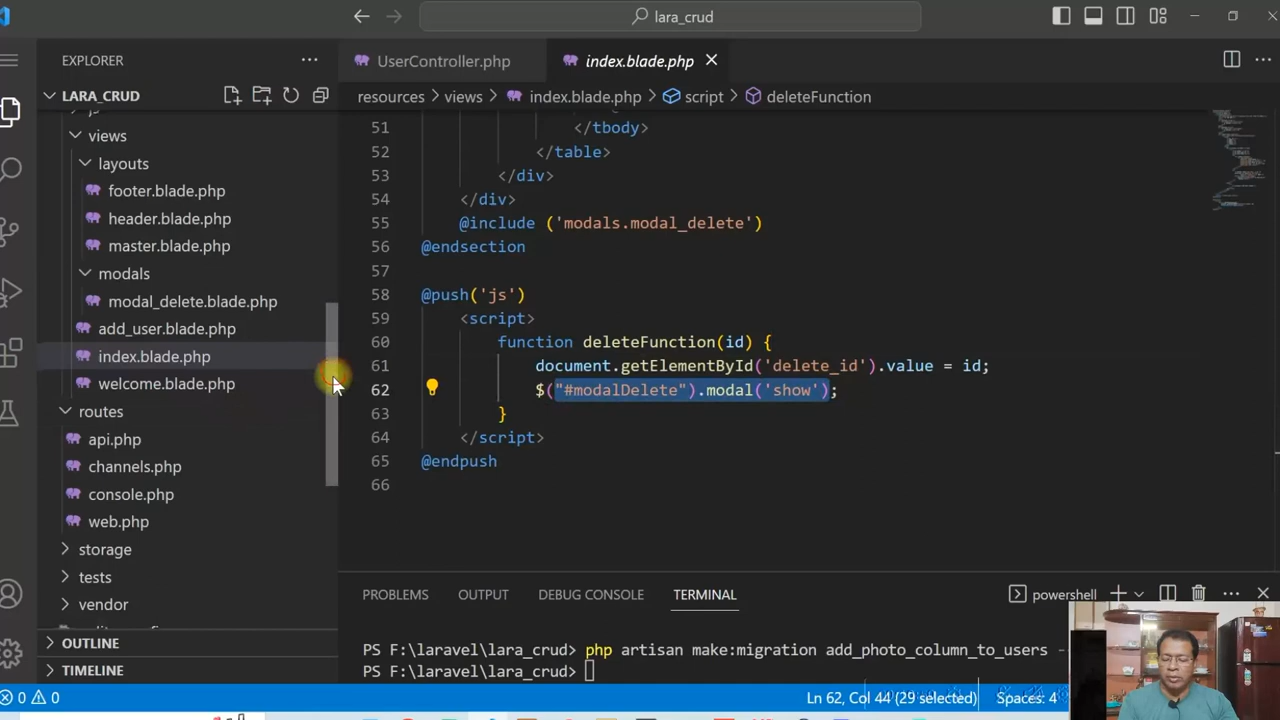 lara_crud
EXPLORER
UserController.php
index.blade.php
LARA_CRUD
resources
views
index.blade.php
script
deleteFunction
views
layouts
footer.blade.php
header.blade.php
master.blade.php
modals
modal_delete.blade.php
add_user.blade.php
index.blade.php
welcome.blade.php
routes
api.php
channels.php
console.php
web.php
storage
tests
vendor
OUTLINE
TIMELINE
51 </tbody>
52 </table>
53 </div>
54 </div>
55 @include ('modals.modal_delete')
56 @endsection
57
58 @push('js')
59 <script>
60 function deleteFunction(id) {
61 document.getElementById('delete_id').value = id;
62 $("#modalDelete").modal('show');
63 }
64 </script>
65 @endpush
66
PROBLEMS
OUTPUT
DEBUG CONSOLE
TERMINAL
powershell
PS F:\laravel\lara_crud> php artisan make:migration add_photo_column_to_users --
PS F:\laravel\lara_crud>
0 0
Ln 62, Col 44 (29 selected)
Spaces: 4